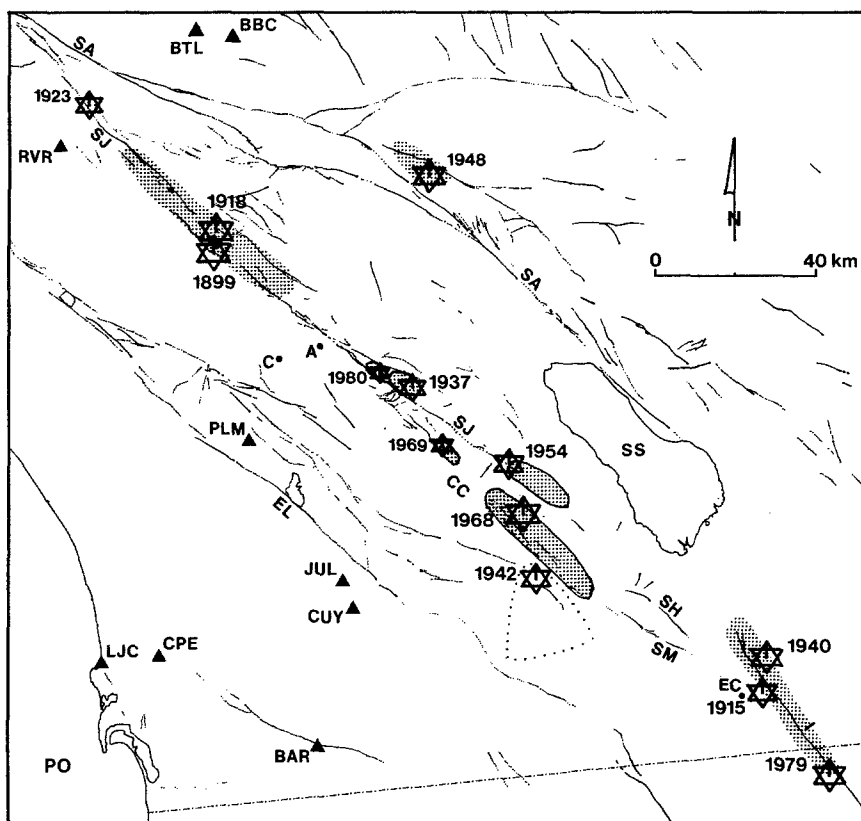 BTL
BBC
SA
1923
SJ
RVR
1948
1918
N
0
40 km
1899
SA
A
C
1980
1937
SJ
PLM
1969
1954
SS
CC
EL
1968
1942
JUL
SH
CUY
SM
1940
LJC
CPE
EC
1915
BAR
PO
1979